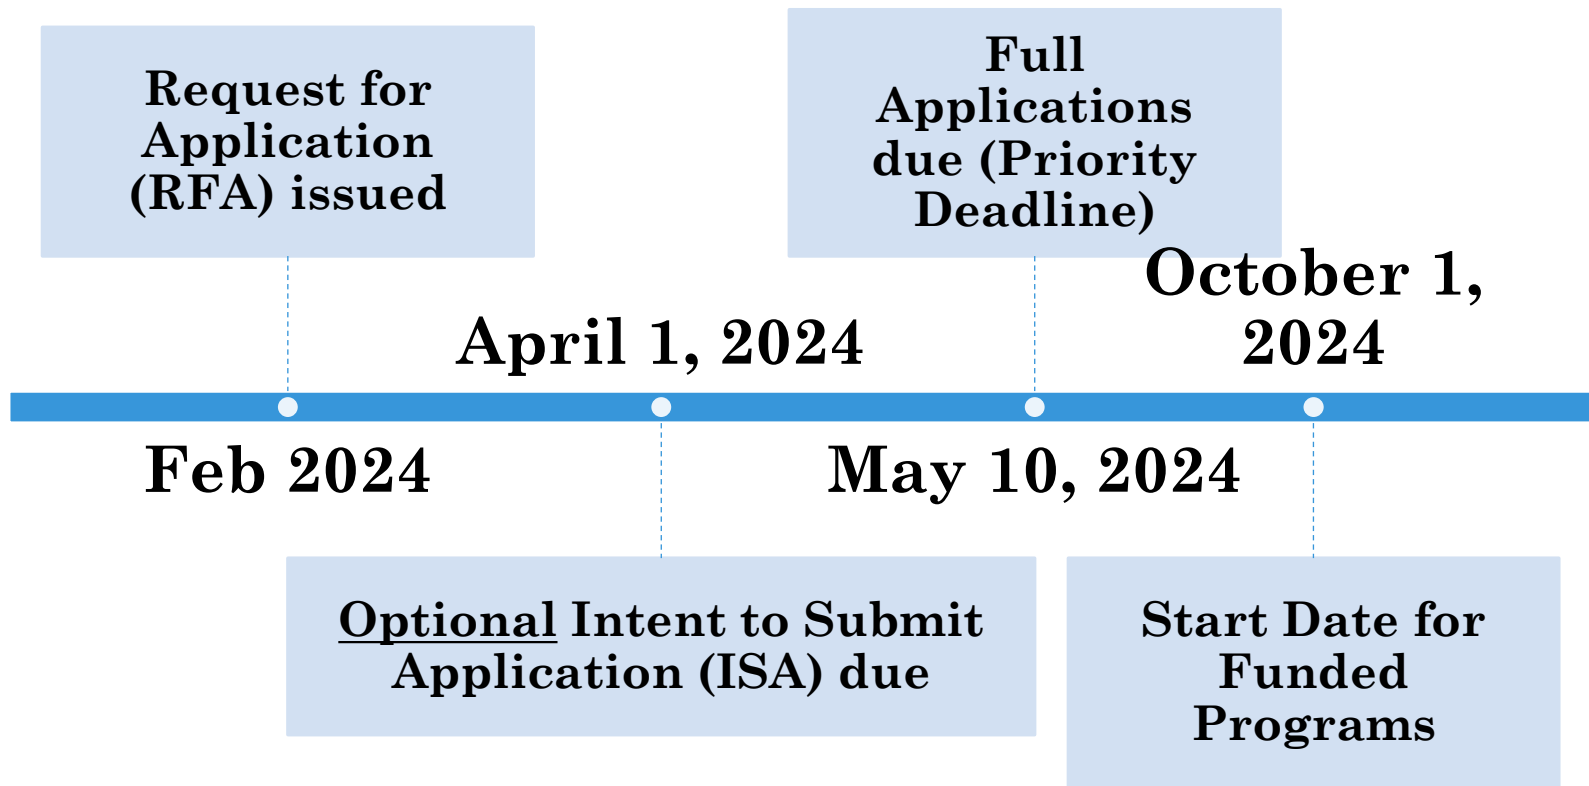 Request for
Application
(RFA) issued
Feb 2024
April 1, 2024
Optional Intent to Submit
Application (ISA) due
Full
Applications
due (Priority
Deadline)
May 10, 2024
October 1,
2024
Start Date for
Funded
Programs